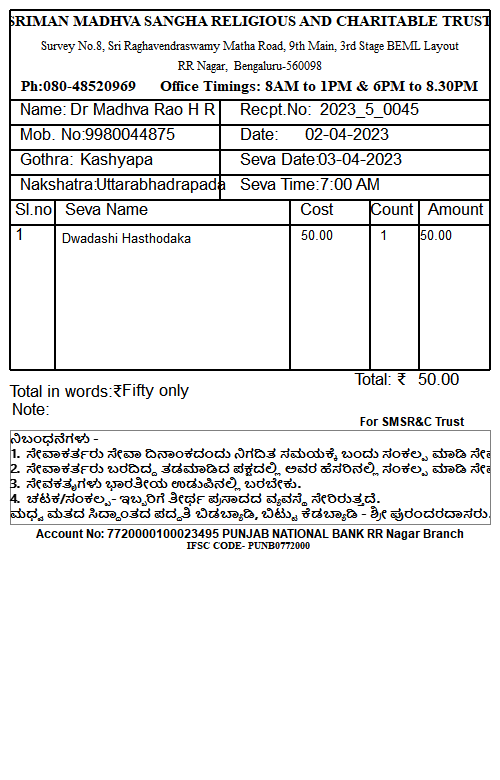 SRIMAN MADHVA SANGHA RELIGIOUS AND CHARITABLE TRUST
Survey No.8, Sri Raghavendraswamy Matha Road, 9th Main, 3rd Stage BEML Layout
RR Nagar, Bengaluru-560098
Ph:080-48520969 Office Timings: 8AM to 1PM & 6PM to 8.30PM
Name: Dr Madhva Rao H R Recpt.No: 2023_5_0045
Mob. No:9980044875 Date: 02-04-2023
Gothra: Kashyapa Seva Date:03-04-2023
Nakshatra:Uttarabhadrapada Seva Time:7:00 AM
Sl.no Seva Name Cost Count Amount
1 Dwadashi Hasthodaka 50.00 1 50.00
Total: ₹ 50.00
Total in words:₹Fifty only
Note:
For SMSR&C Trust
ನಿಬಂಧನೆಗಳು -
1. ಸೇವಾಕರ್ತರು ಸೇವಾ ದಿನಾಂಕದಂದು ನಿಗದಿತ ಸಮಯಕ್ಕೆ ಬಂದು ಸಂಕಲ್ಪ ಮಾಡಿ ಸೇವ
2. ಸೇವಾಕರ್ತರು ಬರದಿದ್ದ ತಡಮಾಡಿದ ಪಕ್ಷದಲ್ಲಿ ಅವರ ಹೆಸರಿನಲ್ಲಿ ಸಂಕಲ್ಪ ಮಾಡಿ ಸೇವ
3. ಸೇವಕತೃಗಳು ಭಾರತೀಯ ಉಡುಪಿನಲ್ಲಿ ಬರಬೇಕು.
4. ಚಟಕ/ಸಂಕಲ್ಪ- ಇಬ್ಬರಿಗೆ ತೀರ್ಥ ಪ್ರಸಾದದ ವ್ಯವಸ್ಥೆ ಸೇರಿರುತ್ತದೆ.
ಮಧ್ವ ಮತದ ಸಿದ್ಧಾಂತದ ಪದ್ಧತಿ ಬಿಡಬ್ಯಾಡಿ, ಬಿಟ್ಟು ಕೆಡಬ್ಯಾಡಿ - ಶ್ರೀ ಪುರಂದರದಾಸರು.
Account No: 7720000100023495 PUNJAB NATIONAL BANK RR Nagar Branch
IFSC CODE- PUNB0772000